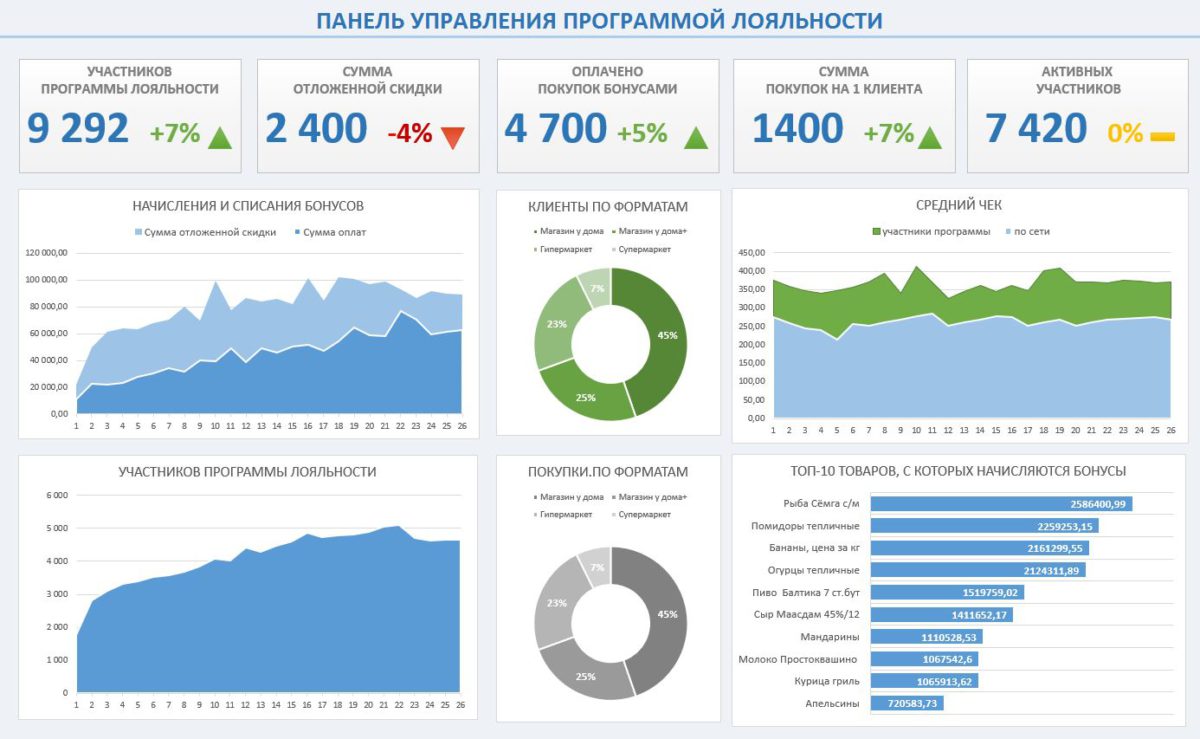 ПАНЕЛЬ УПРАВЛЕНИЯ ПРОГРАММОЙ ЛОЯЛЬНОСТИ
УЧАСТНИКОВ
ПРОГРАММЫ ЛОЯЛЬНОСТИ
9 292 +7%
СУММА
ОТЛОЖЕННОЙ СКИДКИ
2 400 -4%
ОПЛАЧЕНО
ПОКУПОК БОНУСАМИ
4 700 +5%
СУММА
ПОКУПОК НА 1 КЛИЕНТА
1400 +7%
АКТИВНЫХ
УЧАСТНИКОВ
7 420 0%
НАЧИСЛЕНИЯ И СПИСАНИЯ БОНУСОВ
Сумма отложенной скидки Сумма оплат
120 000,00
100 000,00
80 000,00
60 000,00
40 000,00
20 000,00
0,00
1 2 3 4 5 6 7 8 9 10 11 12 13 14 15 16 17 18 19 20 21 22 23 24 25 26
КЛИЕНТЫ ПО ФОРМАТАМ
Магазин у дома Магазин у дома+
Гипермаркет Супермаркет
7%
23%
45%
25%
СРЕДНИЙ ЧЕК
участники программы по сети
450,00
400,00
350,00
300,00
250,00
200,00
150,00
100,00
50,00
0,00
1 2 3 4 5 6 7 8 9 10 11 12 13 14 15 16 17 18 19 20 21 22 23 24 25 26
УЧАСТНИКОВ ПРОГРАММЫ ЛОЯЛЬНОСТИ
6 000
5 000
4 000
3 000
2 000
1 000
0
1 2 3 4 5 6 7 8 9 10 11 12 13 14 15 16 17 18 19 20 21 22 23 24 25 26
ПОКУПКИ.ПО ФОРМАТАМ
Магазин у дома Магазин у дома+
Гипермаркет Супермаркет
7%
23%
45%
25%
ТОП-10 ТОВАРОВ, С КОТОРЫХ НАЧИСЛЯЮТСЯ БОНУСЫ
Рыба Сёмга с/м 2586400,99
Помидоры тепличные 2259253,15
Бананы, цена за кг 2161299,55
Огурцы тепличные 2124311,89
Пиво Балтика 7 ст.бут 1519759,02
Сыр Маасдам 45%/12 1411652,17
Мандарины 1110528,53
Молоко Простоквашино 1067542,6
Курица гриль 1065913,62
Апельсины 720583,73